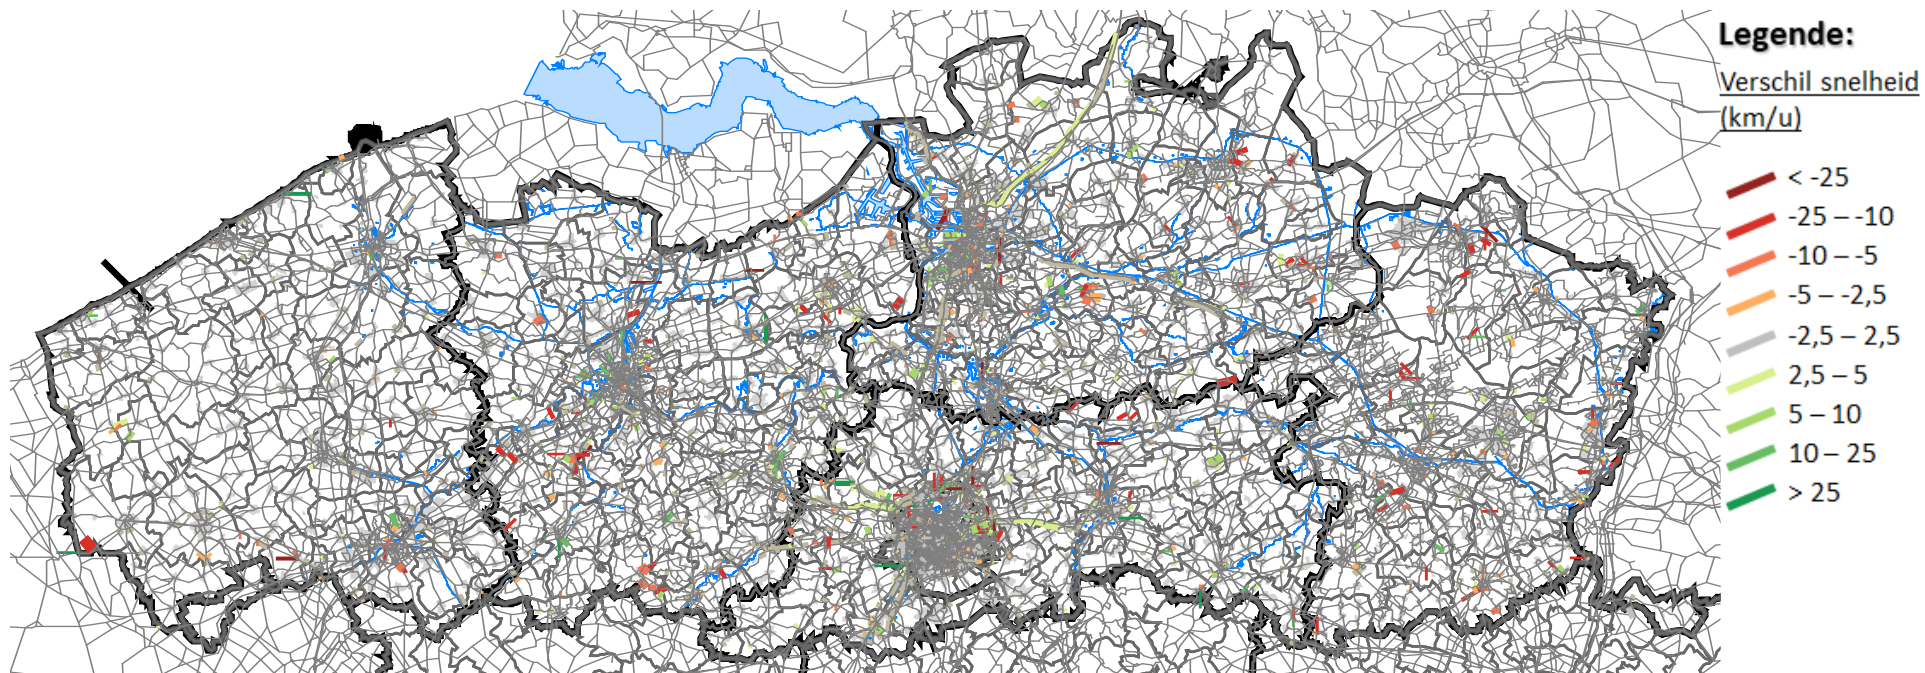 Legende:
Verschil snelheid
(km/u)
< -25
-25 – -10
-10 – -5
-5 – -2,5
-2,5 – 2,5
2,5 – 5
5 – 10
10 – 25
> 25